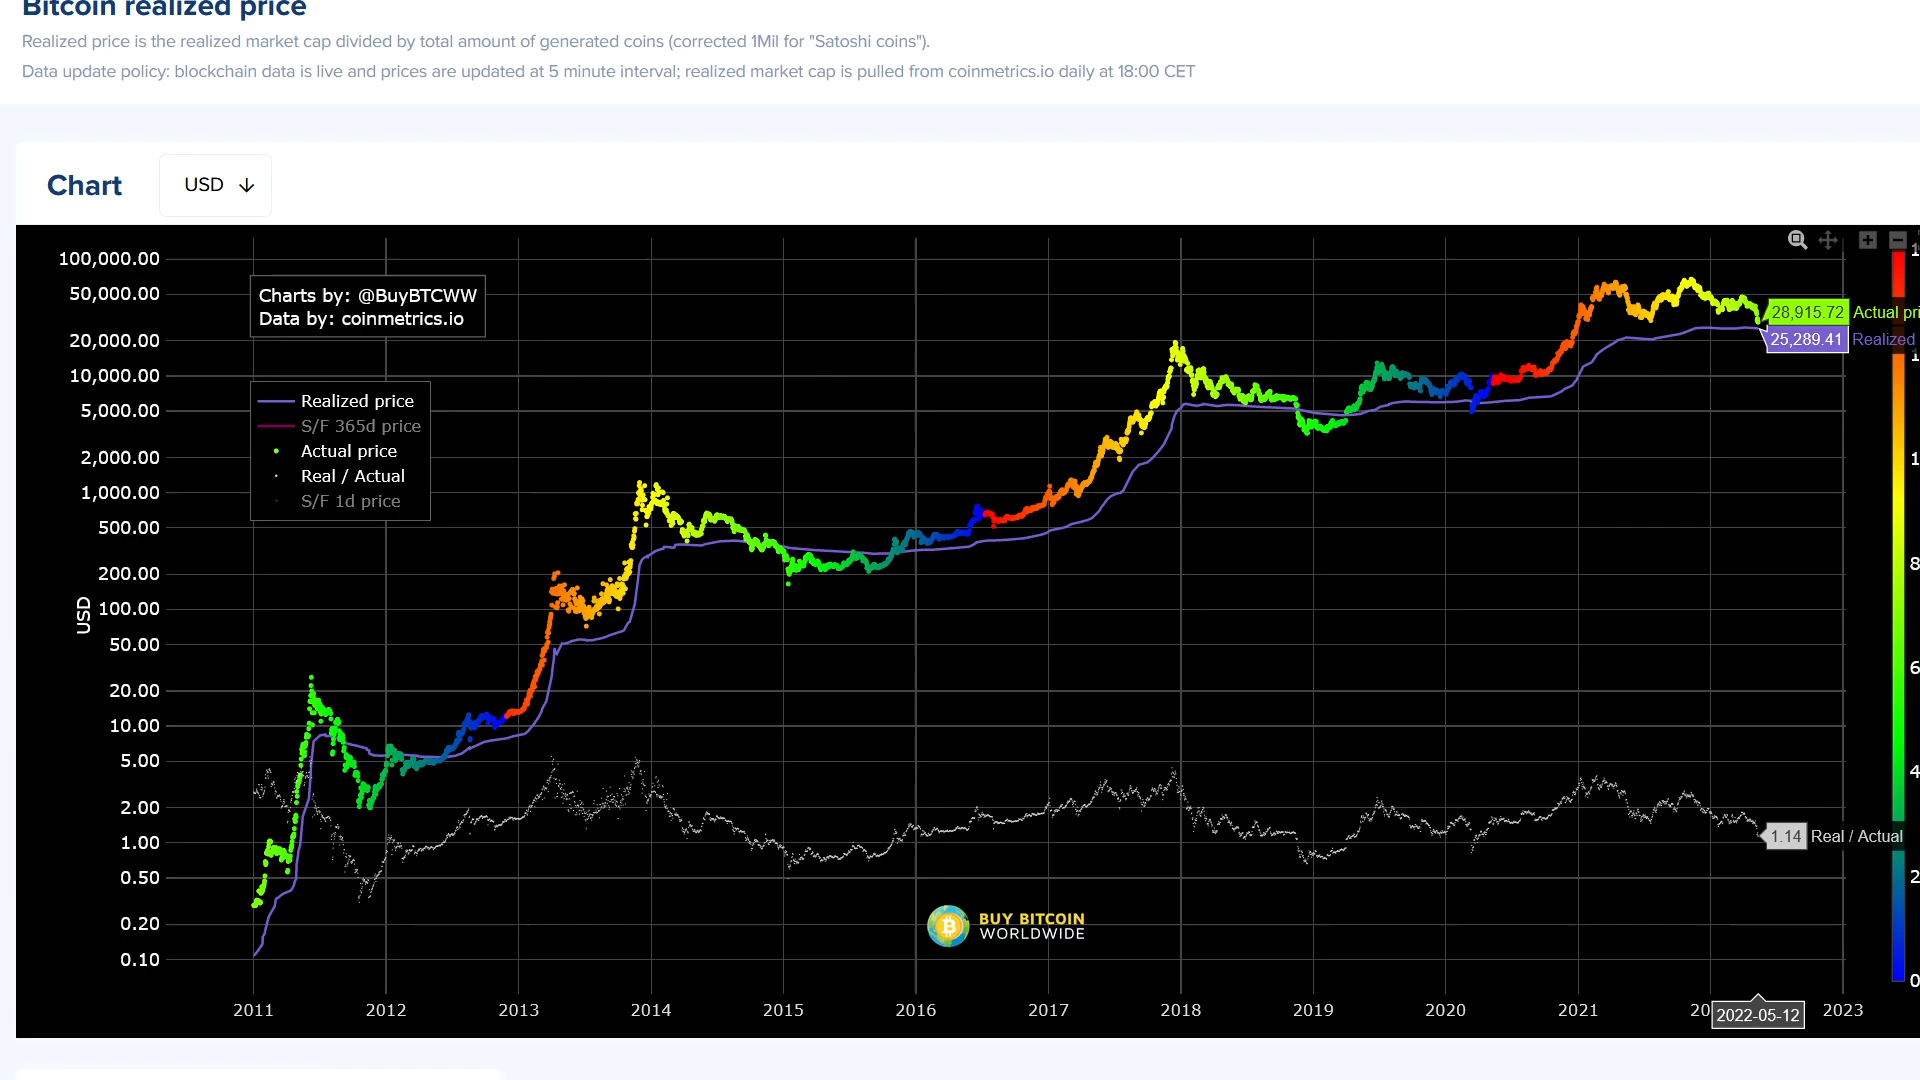 Bitcoin realized price
Realized price is the realized market cap divided by total amount of generated coins (corrected 1Mil for "Satoshi coins").
Data update policy: blockchain data is live and prices are updated at 5 minute interval; realized market cap is pulled from coinmetrics.io daily at 18:00 CET
Chart
USD ↓
100,000.00
50,000.00
20,000.00
10,000.00
5,000.00
2,000.00
1,000.00
500.00
200.00
100.00
50.00
20.00
10.00
5.00
2.00
1.00
0.50
0.20
0.10
USD
Charts by: @BuyBTCWW
Data by: coinmetrics.io
Realized price
S/F 365d price
Actual price
Real / Actual
S/F 1d price
28,915.72 Actual pri
25,289.41 Realized
1.14 Real / Actual
BUY BITCOIN
WORLDWIDE
2011 2012 2013 2014 2015 2016 2017 2018 2019 2020 2021 20 2022-05-12 2023
8
6
4
2
0